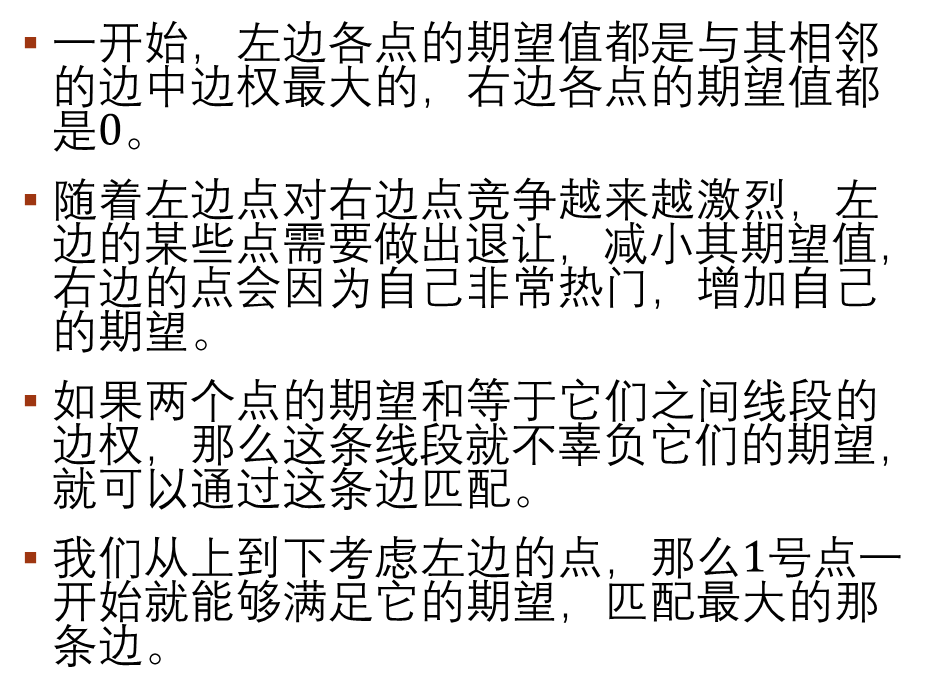 一开始，左边各点的期望值都是与其相邻
的边中边权最大的，右边各点的期望值都
是0。
随着左边点对右边点竞争越来越激烈，左
边的某些点需要做出退让，减小其期望值，
右边的点会因为自己非常热门，增加自己
的期望。
如果两个点的期望和等于它们之间线段的
边权，那么这条线段就不辜负它们的期望，
就可以通过这条边匹配。
我们从上到下考虑左边的点，那么1号点一
开始就能够满足它的期望，匹配最大的那
条边。